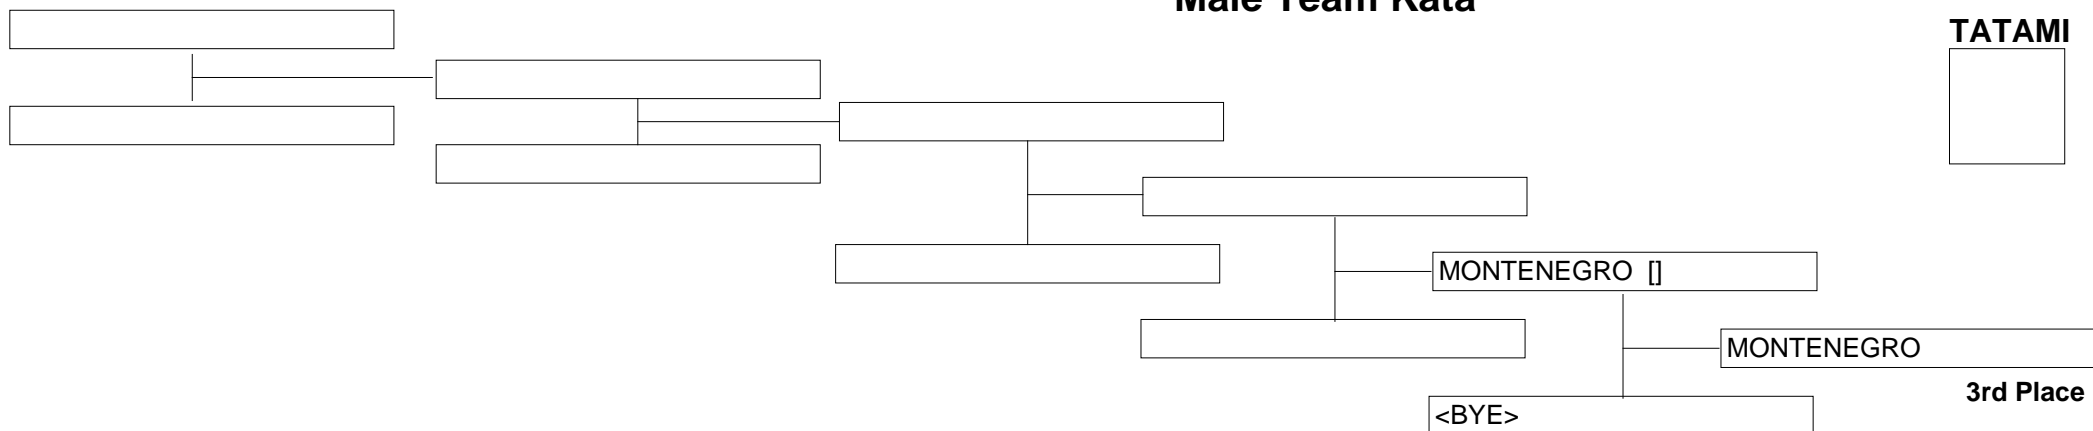 Male Team Kata
TATAMI
MONTENEGRO []
MONTENEGRO
3rd Place
<BYE>